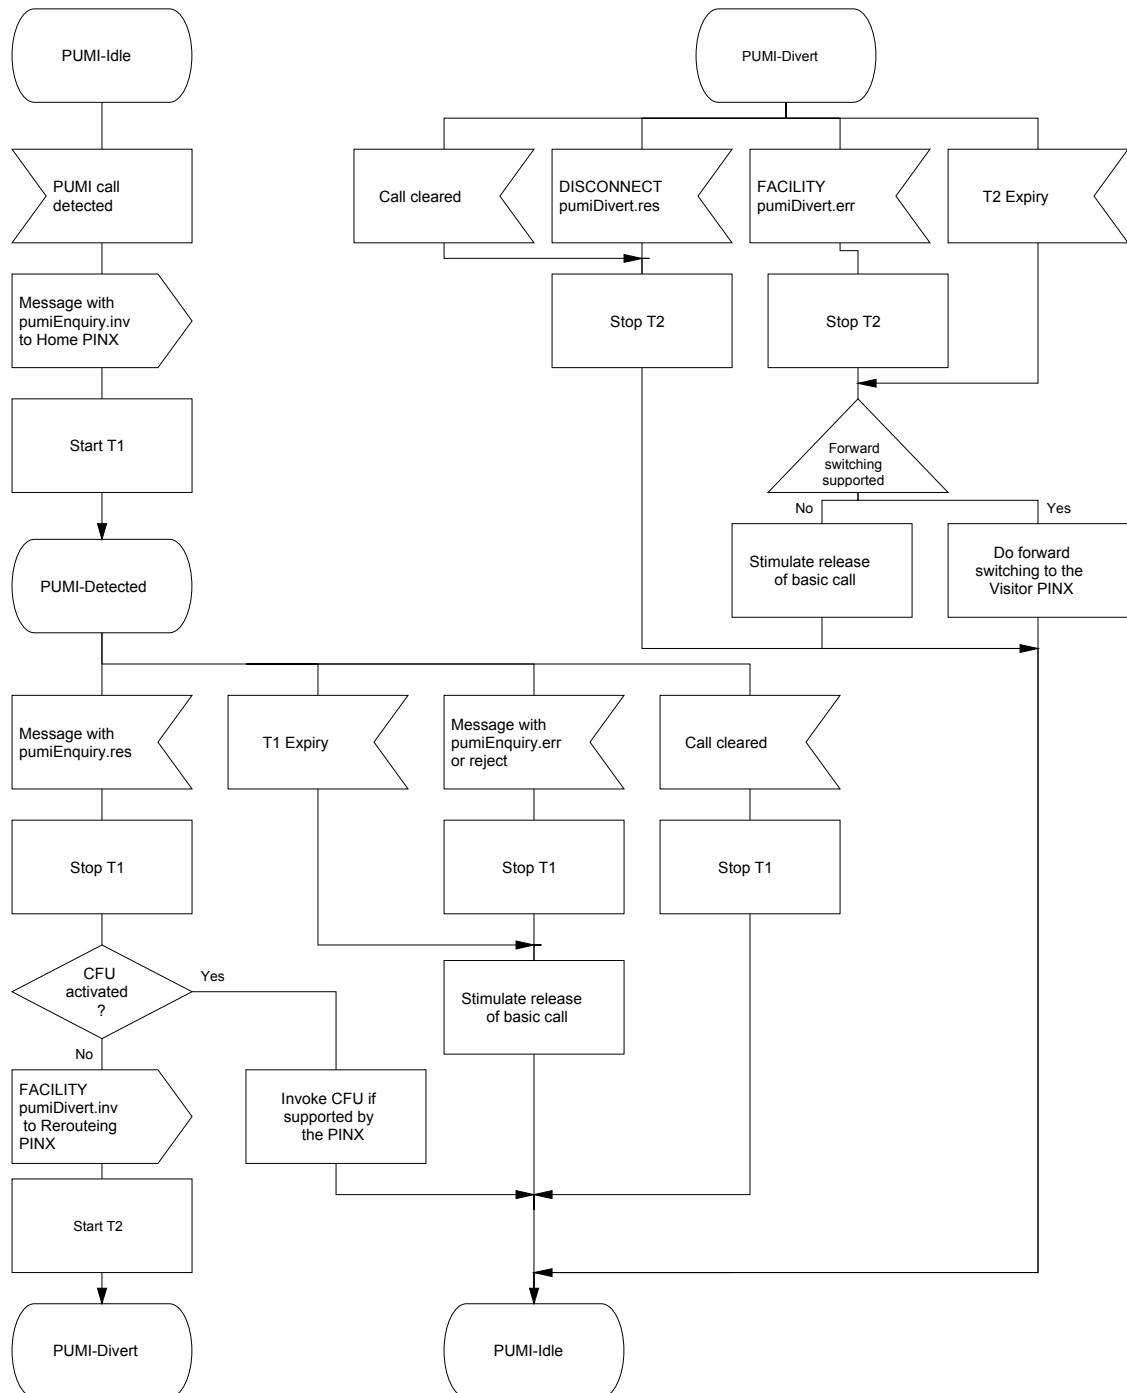 PUMI-Idle
PUMI-Divert
PUMI call
detected
Call cleared
DISCONNECT
pumiDivert.res
FACILITY
pumiDivert.err
T2 Expiry
Message with
pumiEnquiry.inv
to Home PINX
Stop T2
Stop T2
Start T1
Forward
switching
supported
No
Yes
PUMI-Detected
Stimulate release
of basic call
Do forward
switching to the
Visitor PINX
Message with
pumiEnquiry.res
T1 Expiry
Message with
pumiEnquiry.err
or reject
Call cleared
Stop T1
Stop T1
Stop T1
CFU
activated
?
Yes
No
Stimulate release
of basic call
FACILITY
pumiDivert.inv
to Rerouteing
PINX
Invoke CFU if
supported by
the PINX
Start T2
PUMI-Divert
PUMI-Idle